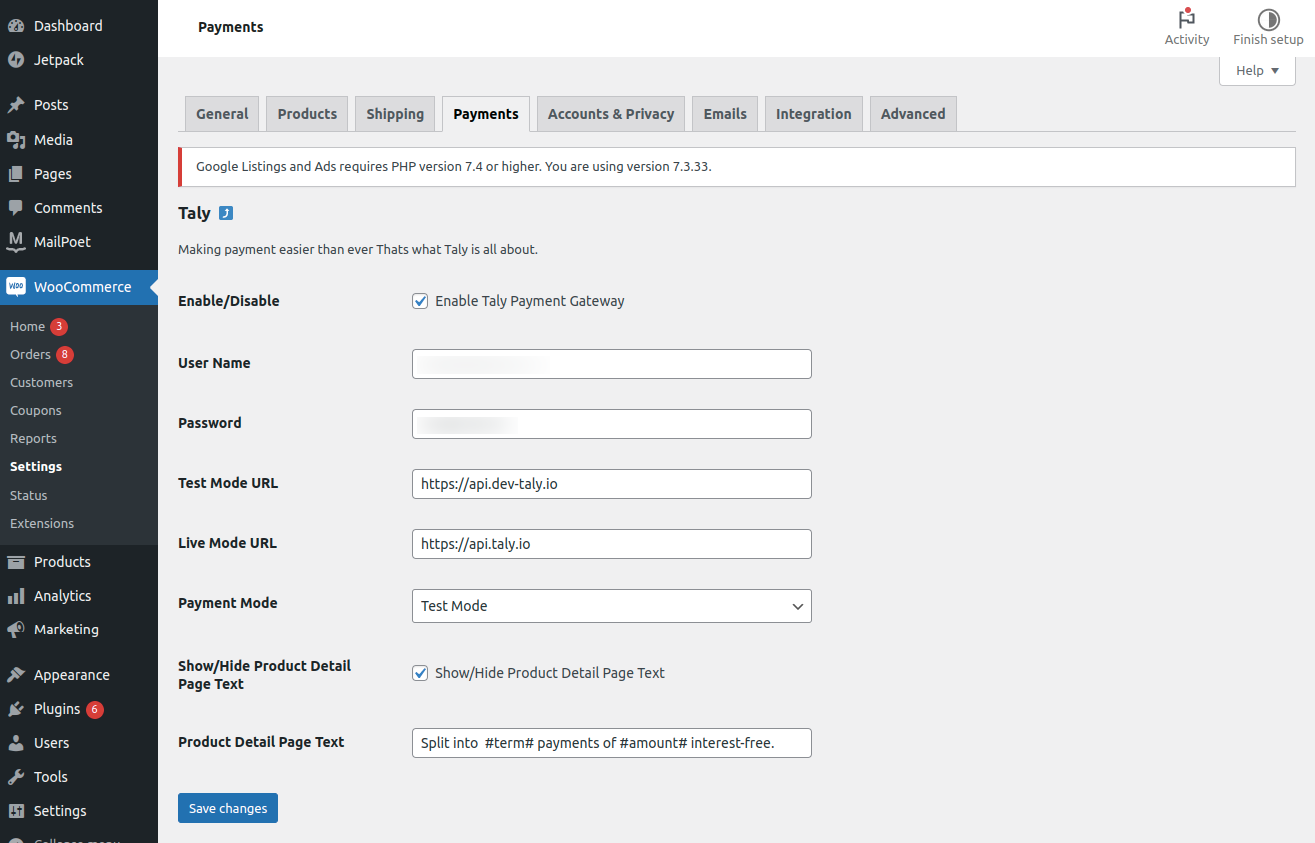 Dashboard
Jetpack
Posts
Media
Pages
Comments
MailPoet
WooCommerce
Home 3
Orders 8
Customers
Coupons
Reports
Settings
Status
Extensions
Products
Analytics
Marketing
Appearance
Plugins 6
Users
Tools
Settings
Collapse menu
Payments
Activity
Finish setup
Help
General Products Shipping Payments Accounts & Privacy Emails Integration Advanced
Google Listings and Ads requires PHP version 7.4 or higher. You are using version 7.3.33.
Taly
Making payment easier than ever Thats what Taly is all about.
Enable/Disable
Enable Taly Payment Gateway
User Name
Password
Test Mode URL
https://api.dev-taly.io
Live Mode URL
https://api.taly.io
Payment Mode
Test Mode
Show/Hide Product Detail
Page Text
Show/Hide Product Detail Page Text
Product Detail Page Text
Split into  #term# payments of #amount# interest-free.
Save changes